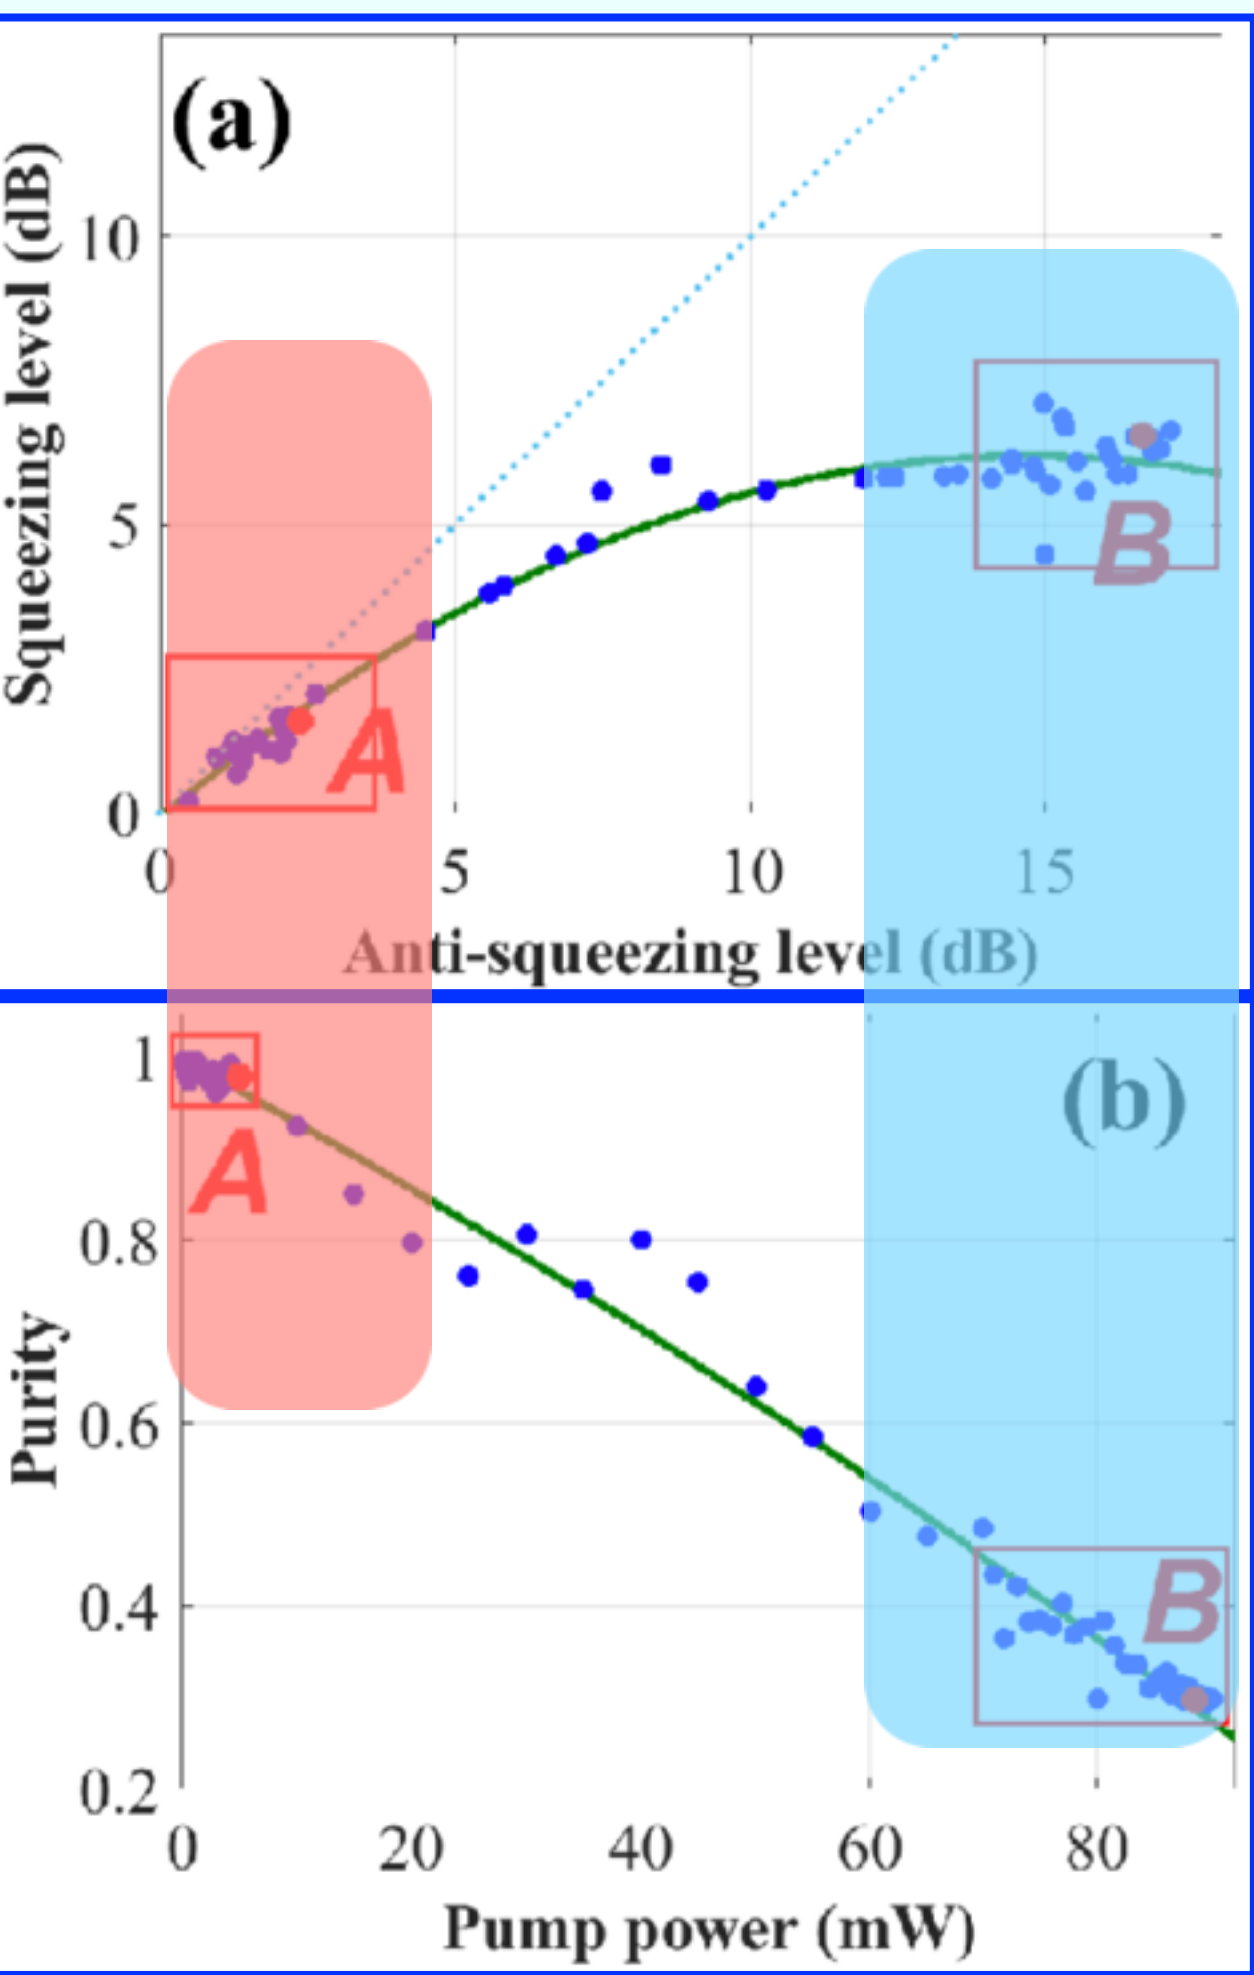 (a)
Squeezing level (dB)
10
5
0
A
B
0 5 10 15
Anti-squeezing level (dB)
(b)
Purity
1
0.8
0.6
0.4
0.2
A
B
0 20 40 60 80
Pump power (mW)